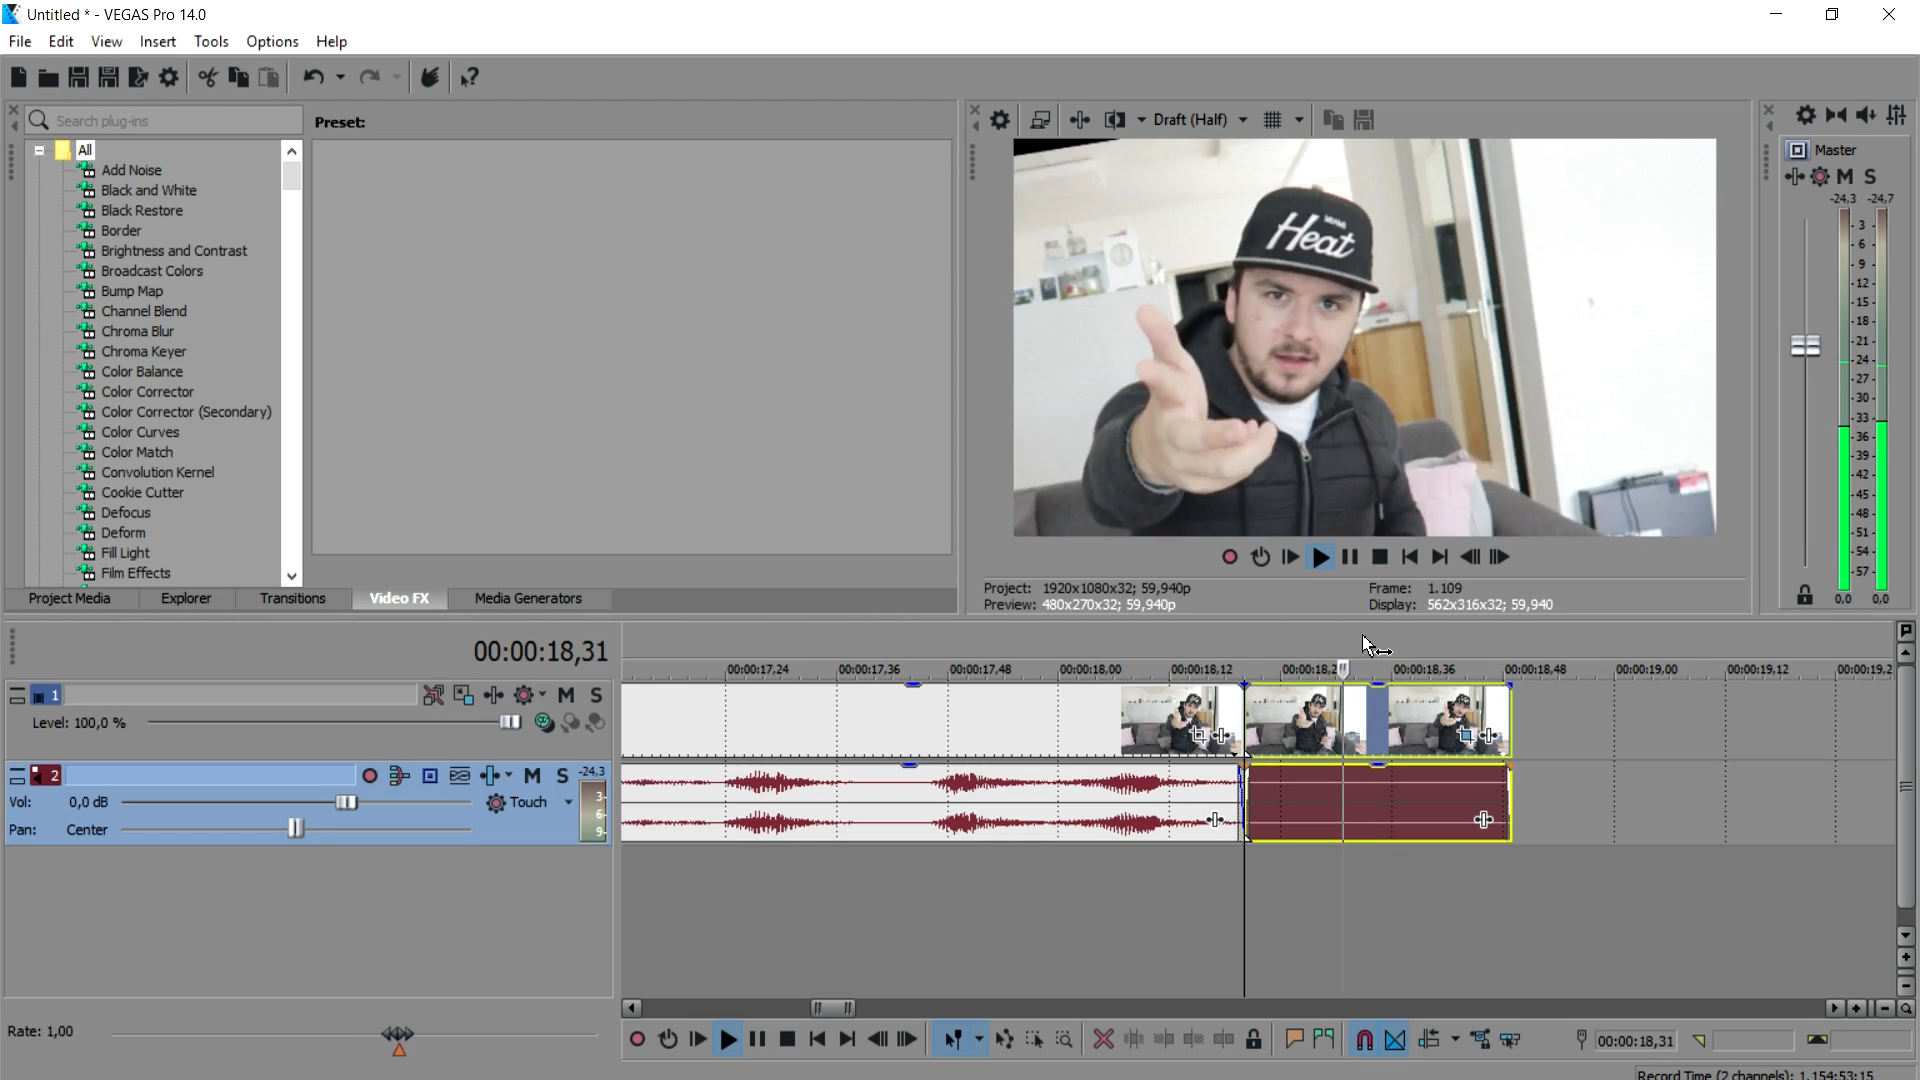 Untitled * - VEGAS Pro 14.0
File Edit View Insert Tools Options Help
Search plug-ins
Preset:
All
Add Noise
Black and White
Black Restore
Border
Brightness and Contrast
Broadcast Colors
Bump Map
Channel Blend
Chroma Blur
Chroma Keyer
Color Balance
Color Corrector
Color Corrector (Secondary)
Color Curves
Color Match
Convolution Kernel
Cookie Cutter
Defocus
Deform
Fill Light
Film Effects
Project Media Explorer Transitions Video FX Media Generators
Draft (Half)
Heat
Project: 1920x1080x32; 59,940p
Preview: 480x270x32; 59,940p
Frame: 1.109
Display: 562x316x32; 59,940
Master
M S
-24,3 -24,7
- 3 -
- 6 -
- 9 -
-12-
-15-
-18-
-21-
-24-
-27-
-30-
-33-
-36-
-39-
-42-
-45-
-48-
-51-
-54-
-57-
0,0 0,0
00:00:18,31
00:00:17,24 00:00:17,36 00:00:17,48 00:00:18,00 00:00:18,12 00:00:18,2 00:00:18,36 00:00:18,48 00:00:19,00 00:00:19,12 00:00:19,2
1 M S
Level: 100,0 %
2 M S -24,3
Vol: 0,0 dB Touch
Pan: Center
3-
6-
9-
Rate: 1,00
00:00:18,31
Record Time (2 channels): 1.154:53:15